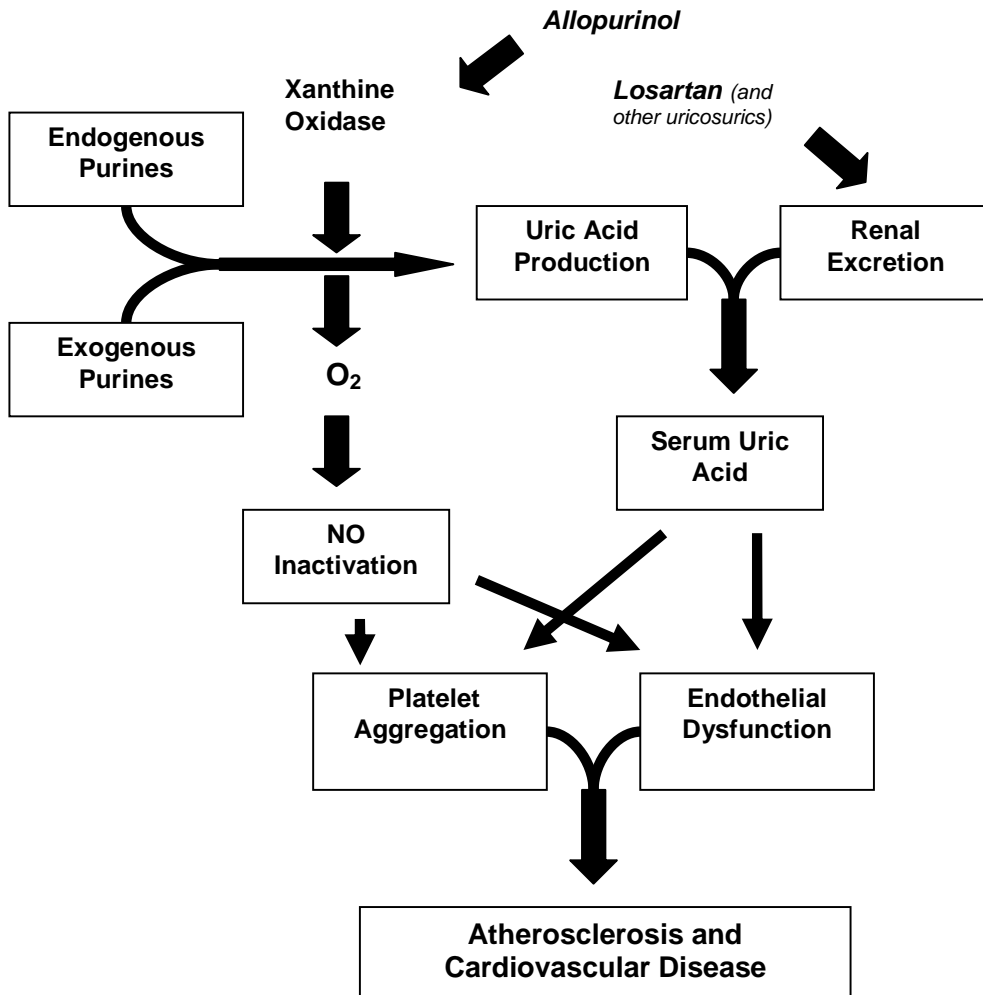 Allopurinol
Xanthine
Oxidase
Losartan (and
other uricosurics)
Endogenous
Purines
Uric Acid
Production
Renal
Excretion
Exogenous
Purines
O₂
Serum Uric
Acid
NO
Inactivation
Platelet
Aggregation
Endothelial
Dysfunction
Atherosclerosis and
Cardiovascular Disease